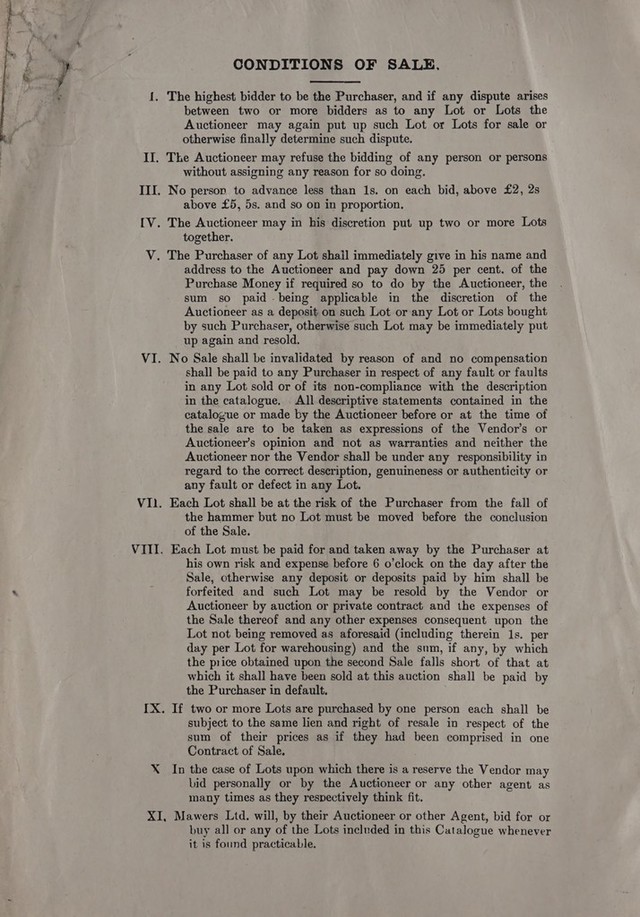 CONDITIONS OF SALE.
I. The highest bidder to be the Purchaser, and if any dispute arises
between two or more bidders as to any Lot or Lots the
Auctioneer may again put up such Lot or Lots for sale or
otherwise finally determine such dispute.
II. The Auctioneer may refuse the bidding of any person or persons
without assigning any reason for so doing.
III. No person to advance less than 1s. on each bid, above £2, 2s
above £5, 5s. and so on in proportion.
IV. The Auctioneer may in his discretion put up two or more Lots
together.
V. The Purchaser of any Lot shall immediately give in his name and
address to the Auctioneer and pay down 25 per cent. of the
Purchase Money if required so to do by the Auctioneer, the
sum so paid being applicable in the discretion of the
Auctioneer as a deposit on such Lot or any Lot or Lots bought
by such Purchaser, otherwise such Lot may be immediately put
up again and resold.
VI. No Sale shall be invalidated by reason of and no compensation
shall be paid to any Purchaser in respect of any fault or faults
in any Lot sold or of its non-compliance with the description
in the catalogue. All descriptive statements contained in the
catalogue or made by the Auctioneer before or at the time of
the sale are to be taken as expressions of the Vendor's or
Auctioneer's opinion and not as warranties and neither the
Auctioneer nor the Vendor shall be under any responsibility in
regard to the correct description, genuineness or authenticity or
any fault or defect in any Lot.
VII. Each Lot shall be at the risk of the Purchaser from the fall of
the hammer but no Lot must be moved before the conclusion
of the Sale.
VIII. Each Lot must be paid for and taken away by the Purchaser at
his own risk and expense before 6 o'clock on the day after the
Sale, otherwise any deposit or deposits paid by him shall be
forfeited and such Lot may be resold by the Vendor or
Auctioneer by auction or private contract and the expenses of
the Sale thereof and any other expenses consequent upon the
Lot not being removed as aforesaid (including therein 1s. per
day per Lot for warehousing) and the sum, if any, by which
the price obtained upon the second Sale falls short of that at
which it shall have been sold at this auction shall be paid by
the Purchaser in default.
IX. If two or more Lots are purchased by one person each shall be
subject to the same lien and right of resale in respect of the
sum of their prices as if they had been comprised in one
Contract of Sale.
X In the case of Lots upon which there is a reserve the Vendor may
bid personally or by the Auctioneer or any other agent as
many times as they respectively think fit.
XI, Mawers Ltd. will, by their Auctioneer or other Agent, bid for or
buy all or any of the Lots included in this Catalogue whenever
it is found practicable.